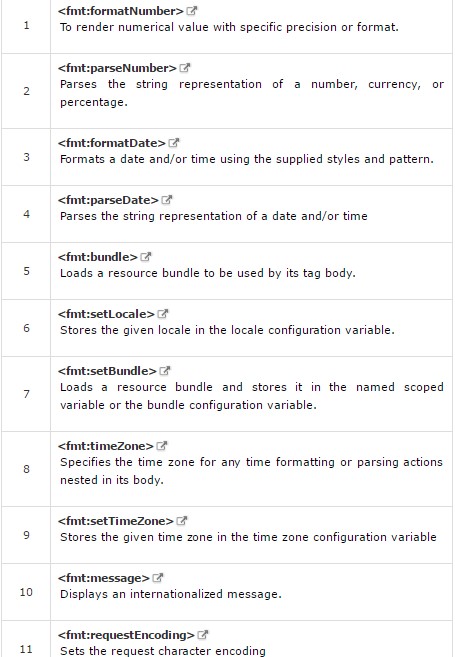 <fmt:formatNumber>
1
To render numerical value with specific precision or format.
<fmt:parseNumber>
Parses the string representation of a number, currency, or
2
percentage.
<fmt:formatDate>
3
Formats a date and/or time using the supplied styles and pattern.
<fmt:parseDate>
4
Parses the string representation of a date and/or time
<fmt:bundle>
5
Loads a resource bundle to be used by its tag body.
<fmt:setLocale>
6
Stores the given locale in the locale configuration variable.
<fmt:setBundle>
Loads a resource bundle and stores it in the named scoped
7
variable or the bundle configuration variable.
<fmt:timeZone>
Specifies the time zone for any time formatting or parsing actions
8
nested in its body.
<fmt:setTimeZone>
9
Stores the given time zone in the time zone configuration variable
<fmt:message>
10
Displays an internationalized message.
<fmt:requestEncoding>
11
Sets the request character encoding